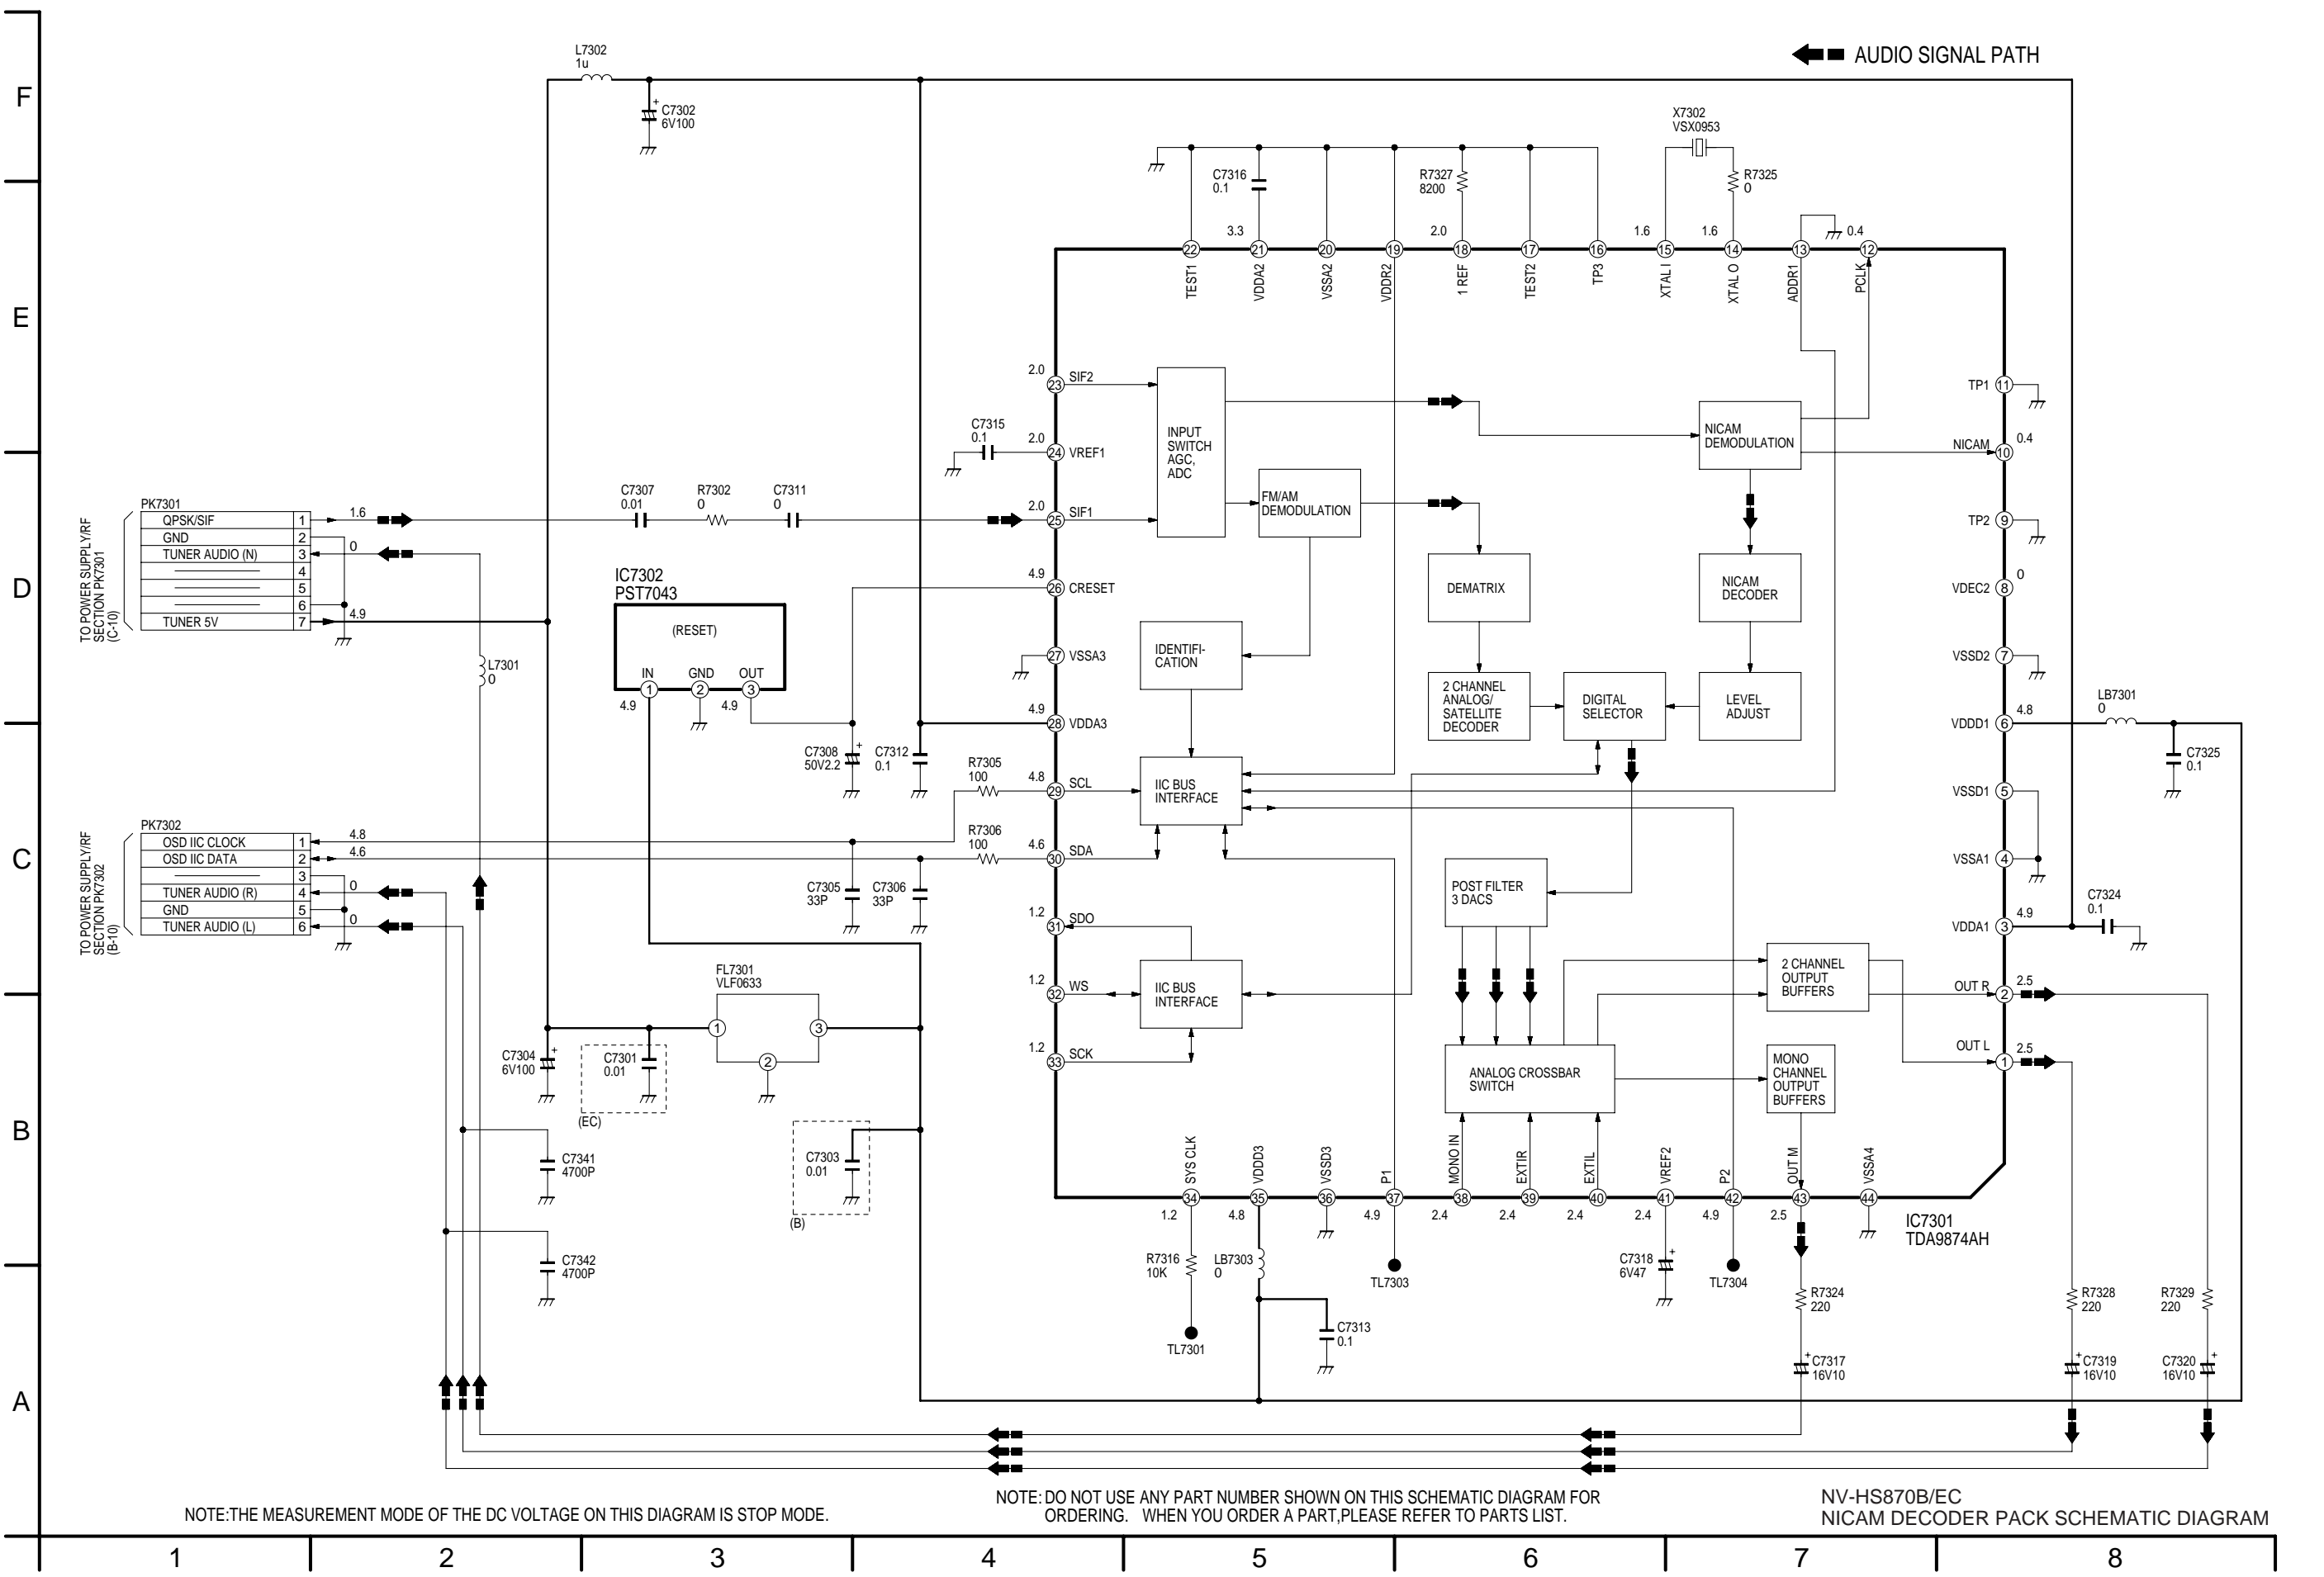 AUDIO SIGNAL PATH
F
E
D
C
B
A
L7302
1u
C7302
6V100
X7302
VSX0953
C7316
0.1
R7327
8200
R7325
0
3.3
2.0
1.6
1.6
0.4
22
21
20
19
18
17
16
15
14
13
12
TEST1
VDDA2
VSSA2
VDDR2
1 REF
TEST2
TP3
XTAL I
XTAL O
ADDR1
PCLK
2.0
23
SIF2
C7315
0.1
2.0
24
VREF1
2.0
25
SIF1
4.9
26
CRESET
27
VSSA3
4.9
28
VDDA3
4.8
29
SCL
4.6
30
SDA
1.2
31
SDO
1.2
32
WS
1.2
33
SCK
INPUT
SWITCH
AGC,
ADC
FM/AM
DEMODULATION
NICAM
DEMODULATION
DEMATRIX
NICAM
DECODER
IDENTIFI-
CATION
2 CHANNEL
ANALOG/
SATELLITE
DECODER
DIGITAL
SELECTOR
LEVEL
ADJUST
IIC BUS
INTERFACE
POST FILTER
3 DACS
IIC BUS
INTERFACE
2 CHANNEL
OUTPUT
BUFFERS
ANALOG CROSSBAR
SWITCH
MONO
CHANNEL
OUTPUT
BUFFERS
TP1
11
NICAM
10
0.4
TP2
9
VDEC2
8
0
VSSD2
7
VDDD1
6
4.8
LB7301
0
C7325
0.1
VSSD1
5
VSSA1
4
VDDA1
3
4.9
C7324
0.1
OUT R
2
2.5
OUT L
1
2.5
TO POWER SUPPLY/RF
SECTION PK7301
(C-10)
PK7301
QPSK/SIF 1
GND 2
TUNER AUDIO (N) 3
4
5
6
TUNER 5V 7
1.6
0
4.9
C7307
0.01
R7302
0
C7311
0
IC7302
PST7043
(RESET)
IN
GND
OUT
1
2
3
4.9
4.9
L7301
0
C7308
50V2.2
C7312
0.1
R7305
100
R7306
100
TO POWER SUPPLY/RF
SECTION PK7302
(B-10)
PK7302
OSD IIC CLOCK 1
OSD IIC DATA 2
3
TUNER AUDIO (R) 4
GND 5
TUNER AUDIO (L) 6
4.8
4.6
0
0
C7305
33P
C7306
33P
FL7301
VLF0633
1
3
2
C7304
6V100
C7301
0.01
(EC)
C7303
0.01
(B)
C7341
4700P
C7342
4700P
SYS CLK
VDDD3
VSSD3
P1
MONO IN
EXTIR
EXTIL
VREF2
P2
OUT M
VSSA4
34
35
36
37
38
39
40
41
42
43
44
1.2
4.8
4.9
2.4
2.4
2.4
2.4
4.9
2.5
IC7301
TDA9874AH
R7316
10K
LB7303
0
TL7303
C7318
6V47
TL7304
R7324
220
R7328
220
R7329
220
TL7301
C7313
0.1
C7317
16V10
C7319
16V10
C7320
16V10
NOTE:THE MEASUREMENT MODE OF THE DC VOLTAGE ON THIS DIAGRAM IS STOP MODE.
NOTE: DO NOT USE ANY PART NUMBER SHOWN ON THIS SCHEMATIC DIAGRAM FOR
ORDERING. WHEN YOU ORDER A PART,PLEASE REFER TO PARTS LIST.
NV-HS870B/EC
NICAM DECODER PACK SCHEMATIC DIAGRAM
1
2
3
4
5
6
7
8